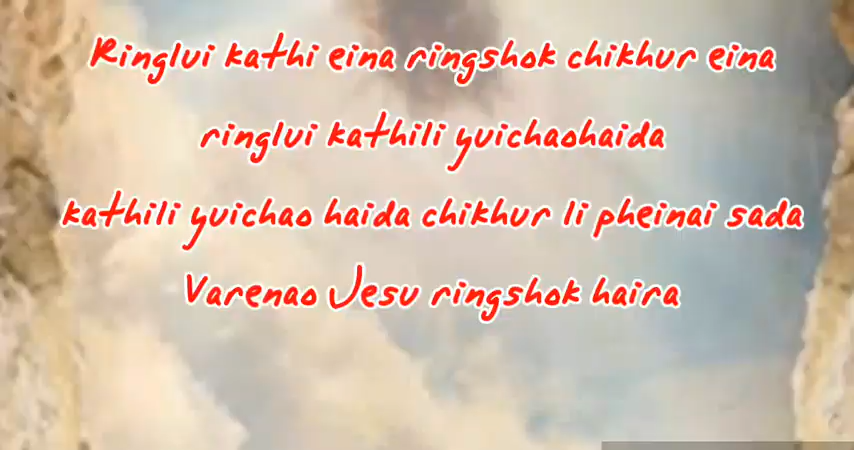 Ringlui kathi eina ringshok chikhur eina
ringlui kathili yuichaohaida
kathili yuichao haida chikhur li pheinai sada
Varenao Jesu ringshok haira